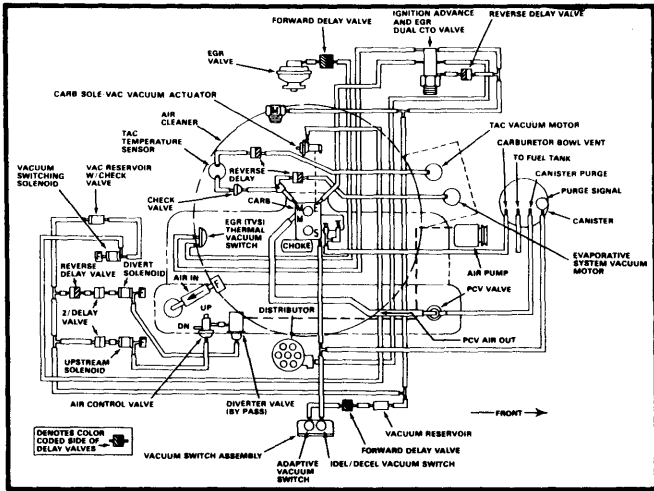 FORWARD DELAY VALVE
IGNITION ADVANCE
AND EGR
DUAL CTO VALVE
REVERSE DELAY VALVE
EGR
VALVE
CARB SOLE-VAC VACUUM ACTUATOR
AIR
CLEANER
TAC
TEMPERATURE
SENSOR
TAC VACUUM MOTOR
CARBURETOR BOWL VENT
TO FUEL TANK
CANISTER PURGE
PURGE SIGNAL
CANISTER
VACUUM
SWITCHING
SOLENOID
VAC RESERVOIR
W/CHECK
VALVE
REVERSE
DELAY
CHECK
VALVE
CARB
M
E
M
S
CHOKE
EGR (TVS)
THERMAL
VACUUM
SWITCH
EVAPORATIVE
SYSTEM VACUUM
MOTOR
AIR PUMP
REVERSE
DELAY VALVE
DIVERT
SOLENOID
AIR IN
F
PCV VALVE
2/DELAY
VALVE
UP
DN
DISTRIBUTOR
PCV AIR OUT
UPSTREAM
SOLENOID
AIR CONTROL VALVE
DIVERTER VALVE
(BY PASS)
FRONT
DENOTES COLOR
CODED SIDE OF
DELAY VALVES
VACUUM RESERVOIR
FORWARD DELAY VALVE
VACUUM SWITCH ASSEMBLY
ADAPTIVE
VACUUM
SWITCH
IDEL/DECEL VACUUM SWITCH